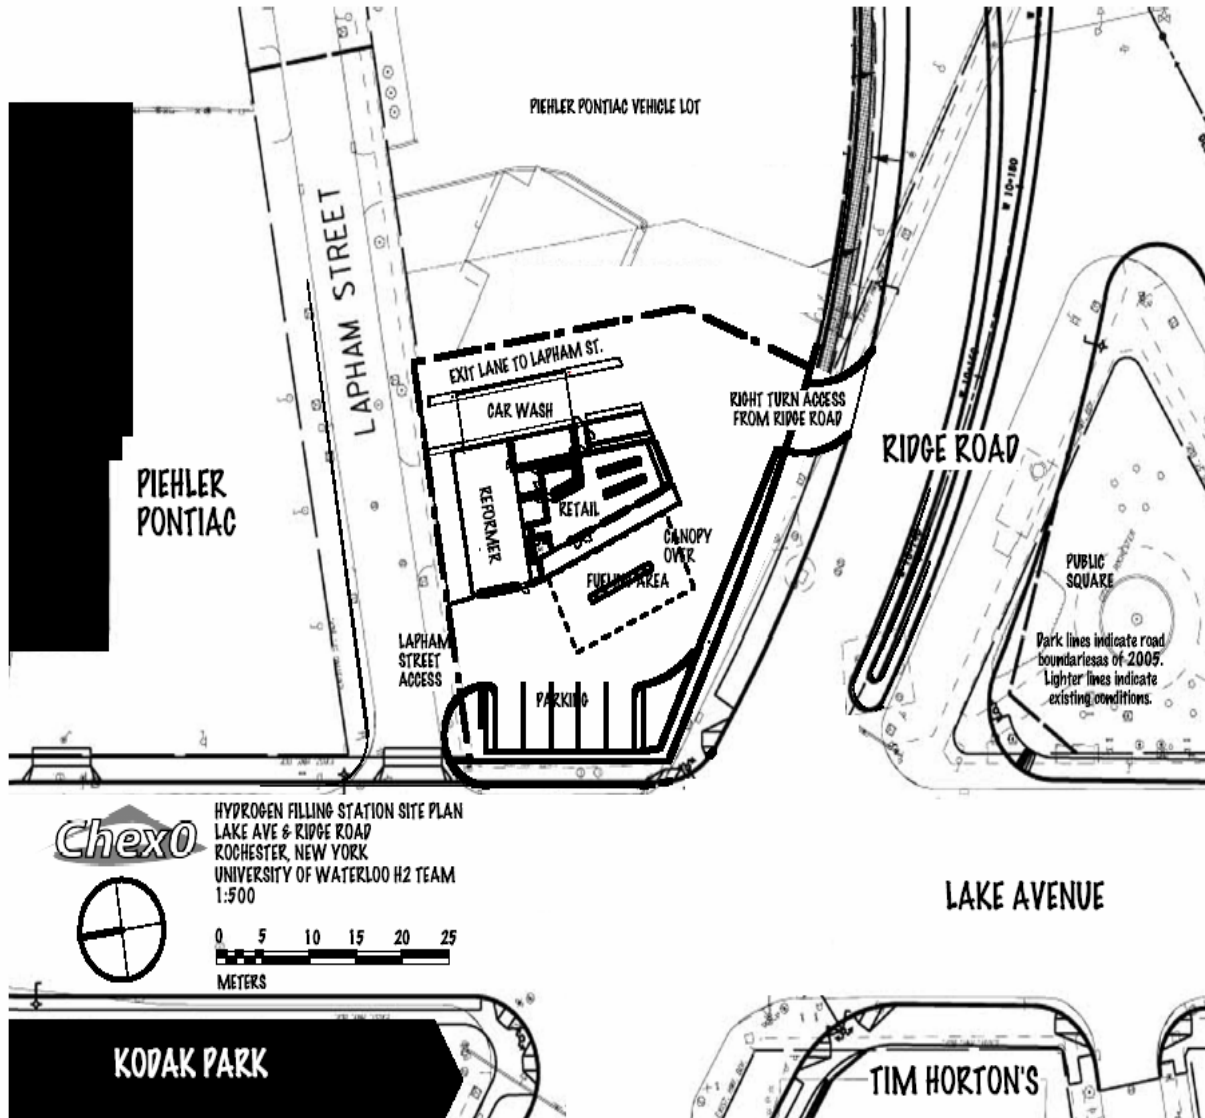 PIEHLER PONTIAC VEHICLE LOT
LAPHAM STREET
W 10-180
EXIT LANE TO LAPHAM ST.
CAR WASH
RIGHT TURN ACCESS
FROM RIDGE ROAD
RIDGE ROAD
PIEHLER
PONTIAC
REFORMER
RETAIL
CANOPY
OVER
FUELING AREA
PUBLIC
SQUARE
LAPHAM
STREET
ACCESS
PARKING
Dark lines indicate road
boundariesas of 2005.
Lighter lines indicate
existing conditions.
Chex0
HYDROGEN FILLING STATION SITE PLAN
LAKE AVE & RIDGE ROAD
ROCHESTER, NEW YORK
UNIVERSITY OF WATERLOO H2 TEAM
1:500
0 5 10 15 20 25
METERS
LAKE AVENUE
KODAK PARK
TIM HORTON'S